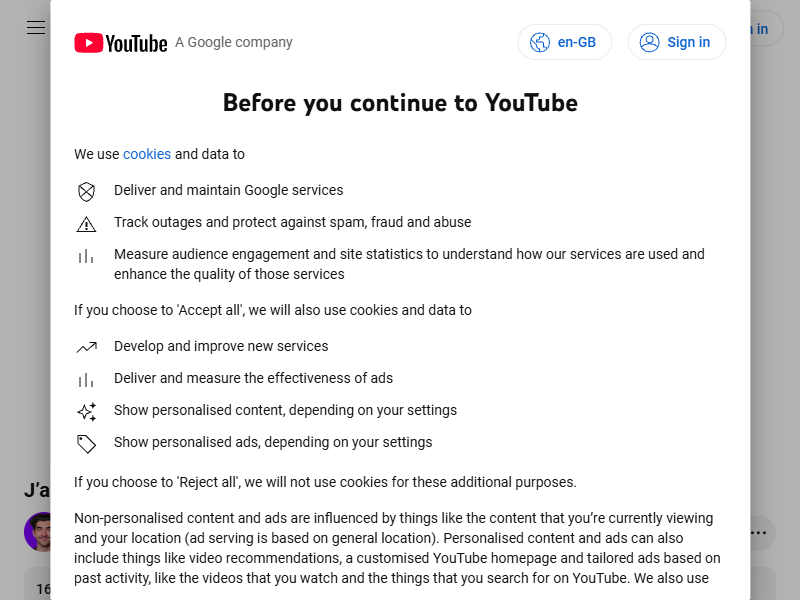 YouTube A Google company en-GB Sign in
Before you continue to YouTube
We use cookies and data to
Deliver and maintain Google services
Track outages and protect against spam, fraud and abuse
Measure audience engagement and site statistics to understand how our services are used and
enhance the quality of those services
If you choose to 'Accept all', we will also use cookies and data to
Develop and improve new services
Deliver and measure the effectiveness of ads
Show personalised content, depending on your settings
Show personalised ads, depending on your settings
If you choose to 'Reject all', we will not use cookies for these additional purposes.
Non-personalised content and ads are influenced by things like the content that you’re currently viewing
and your location (ad serving is based on general location). Personalised content and ads can also
include things like video recommendations, a customised YouTube homepage and tailored ads based on
past activity, like the videos that you watch and the things that you search for on YouTube. We also use
in
J’a
16